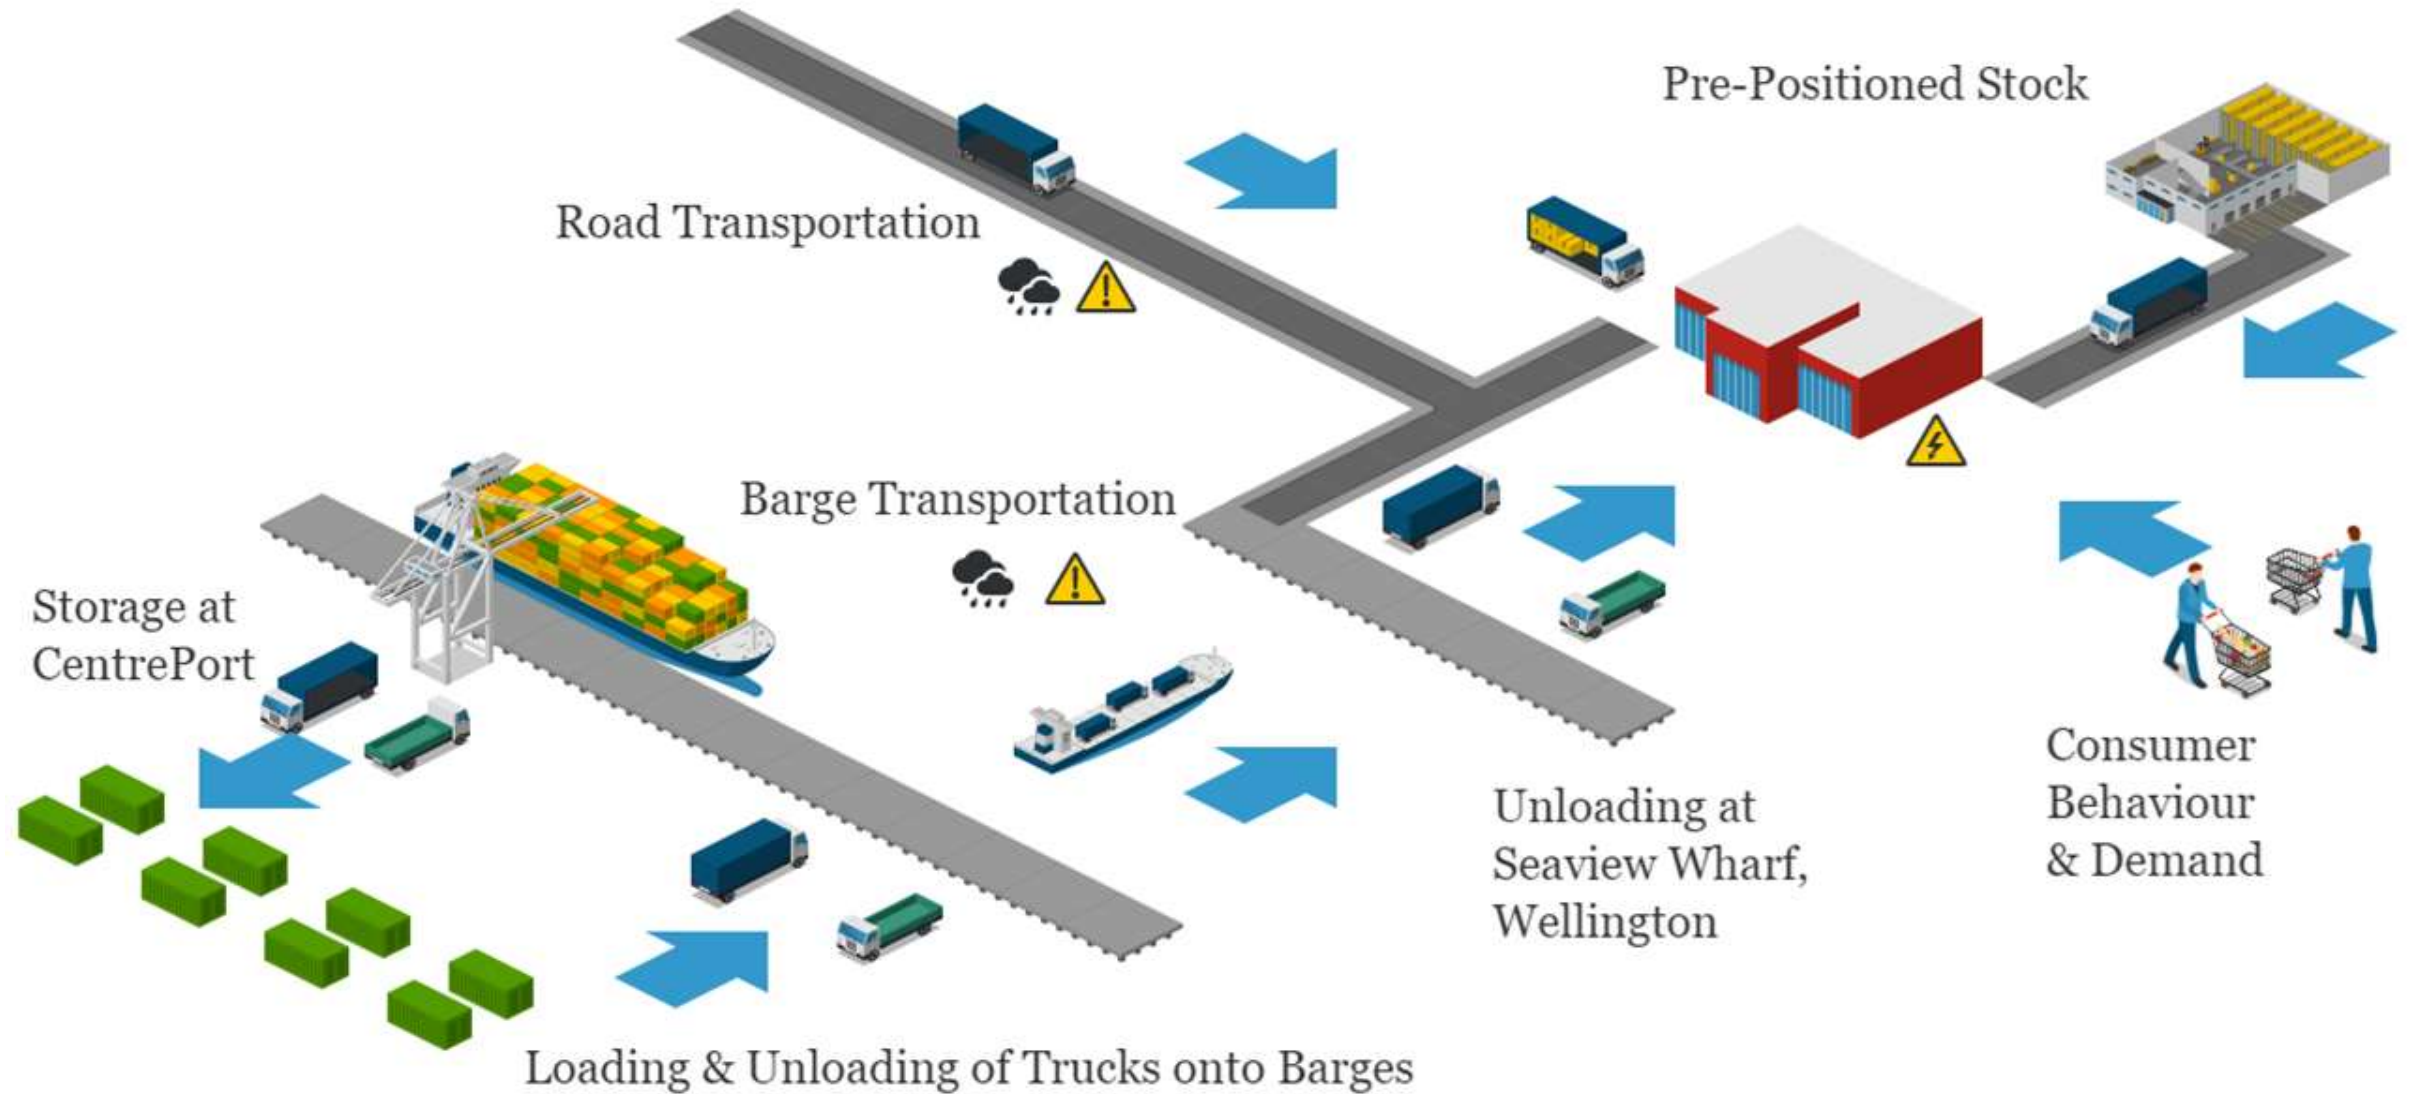 Pre-Positioned Stock
Road Transportation
Barge Transportation
Storage at
CentrePort
Consumer
Behaviour
& Demand
Unloading at
Seaview Wharf,
Wellington
Loading & Unloading of Trucks onto Barges